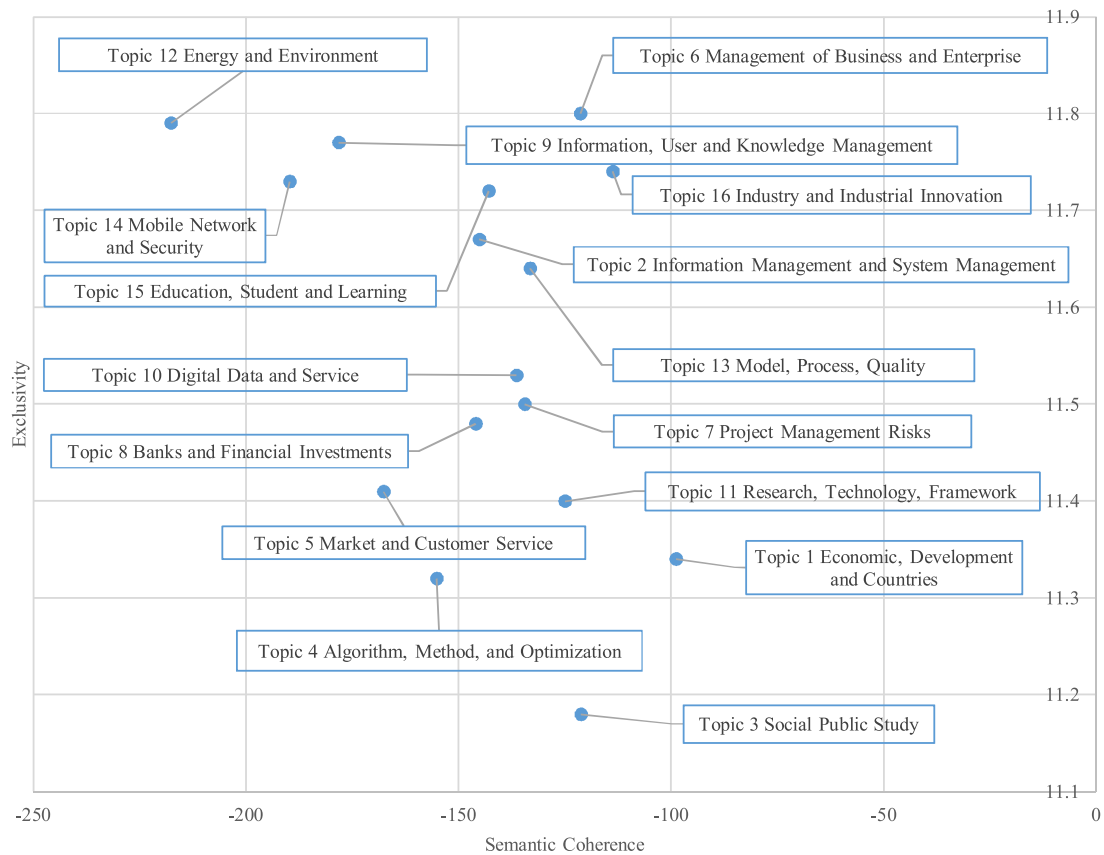 11.9
Topic 12 Energy and Environment
Topic 6 Management of Business and Enterprise
11.8
Topic 9 Information, User and Knowledge Management
Topic 16 Industry and Industrial Innovation
11.7
Topic 14 Mobile Network
and Security
Topic 2 Information Management and System Management
Topic 15 Education, Student and Learning
11.6
Topic 13 Model, Process, Quality
Topic 10 Digital Data and Service
Exclusivity
11.5
Topic 7 Project Management Risks
Topic 8 Banks and Financial Investments
Topic 11 Research, Technology, Framework
11.4
Topic 5 Market and Customer Service
Topic 1 Economic, Development
and Countries
11.3
Topic 4 Algorithm, Method, and Optimization
11.2
Topic 3 Social Public Study
11.1
-250 -200 -150 -100 -50 0
Semantic Coherence